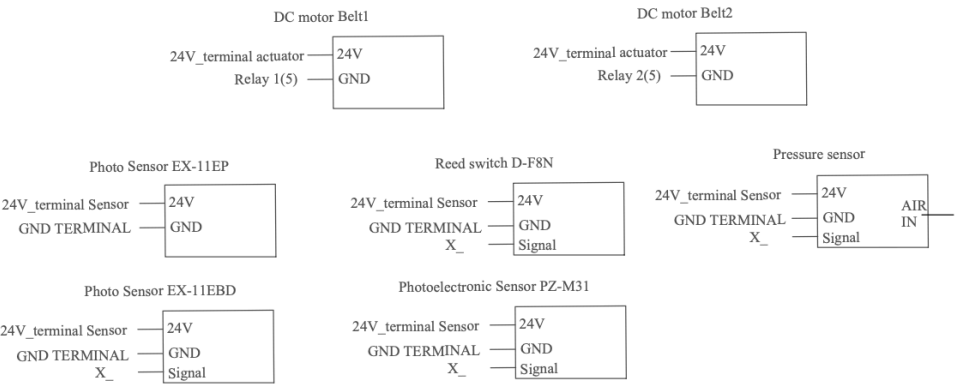 DC motor Belt1
24V_terminal actuator 24V
Relay 1(5) GND
DC motor Belt2
24V_terminal actuator 24V
Relay 2(5) GND
Photo Sensor EX-11EP
24V_terminal Sensor 24V
GND TERMINAL GND
Reed switch D-F8N
24V_terminal Sensor 24V
GND TERMINAL GND
X_ Signal
Pressure sensor
24V_terminal Sensor 24V
GND TERMINAL GND
X_ Signal
AIR
IN
Photo Sensor EX-11EBD
24V_terminal Sensor 24V
GND TERMINAL GND
X_ Signal
Photoelectronic Sensor PZ-M31
24V_terminal Sensor 24V
GND TERMINAL GND
X_ Signal